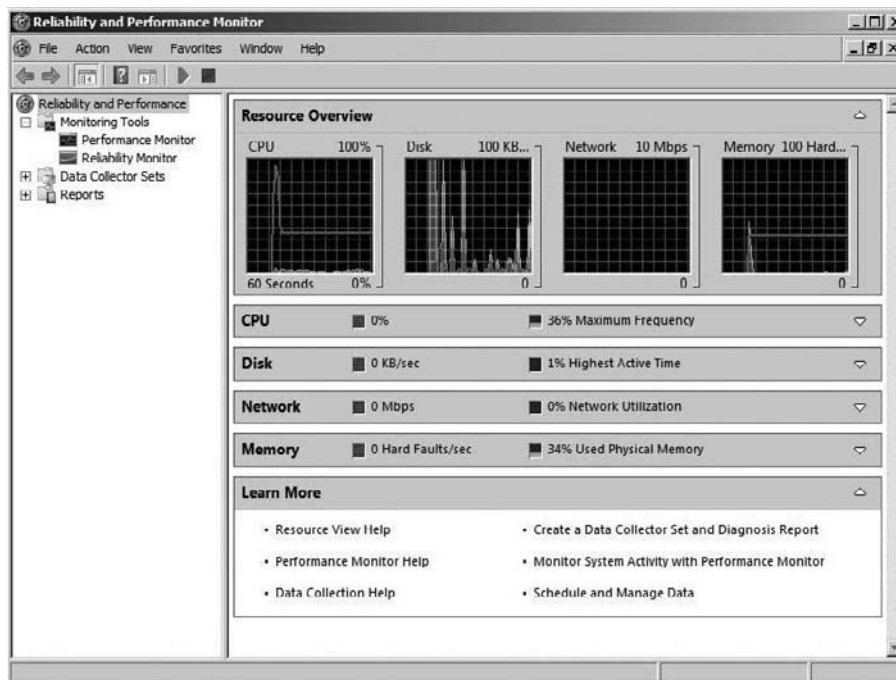 Reliability and Performance Monitor
File Action View Favorites Window Help
Reliability and Performance
Monitoring Tools
Performance Monitor
Reliability Monitor
Data Collector Sets
Reports
Resource Overview
CPU 100%
60 Seconds 0%
Disk 100 KB...
0
Network 10 Mbps
0
Memory 100 Hard...
0
CPU 0% 36% Maximum Frequency
Disk 0 KB/sec 1% Highest Active Time
Network 0 Mbps 0% Network Utilization
Memory 0 Hard Faults/sec 34% Used Physical Memory
Learn More
• Resource View Help
• Create a Data Collector Set and Diagnosis Report
• Performance Monitor Help
• Monitor System Activity with Performance Monitor
• Data Collection Help
• Schedule and Manage Data